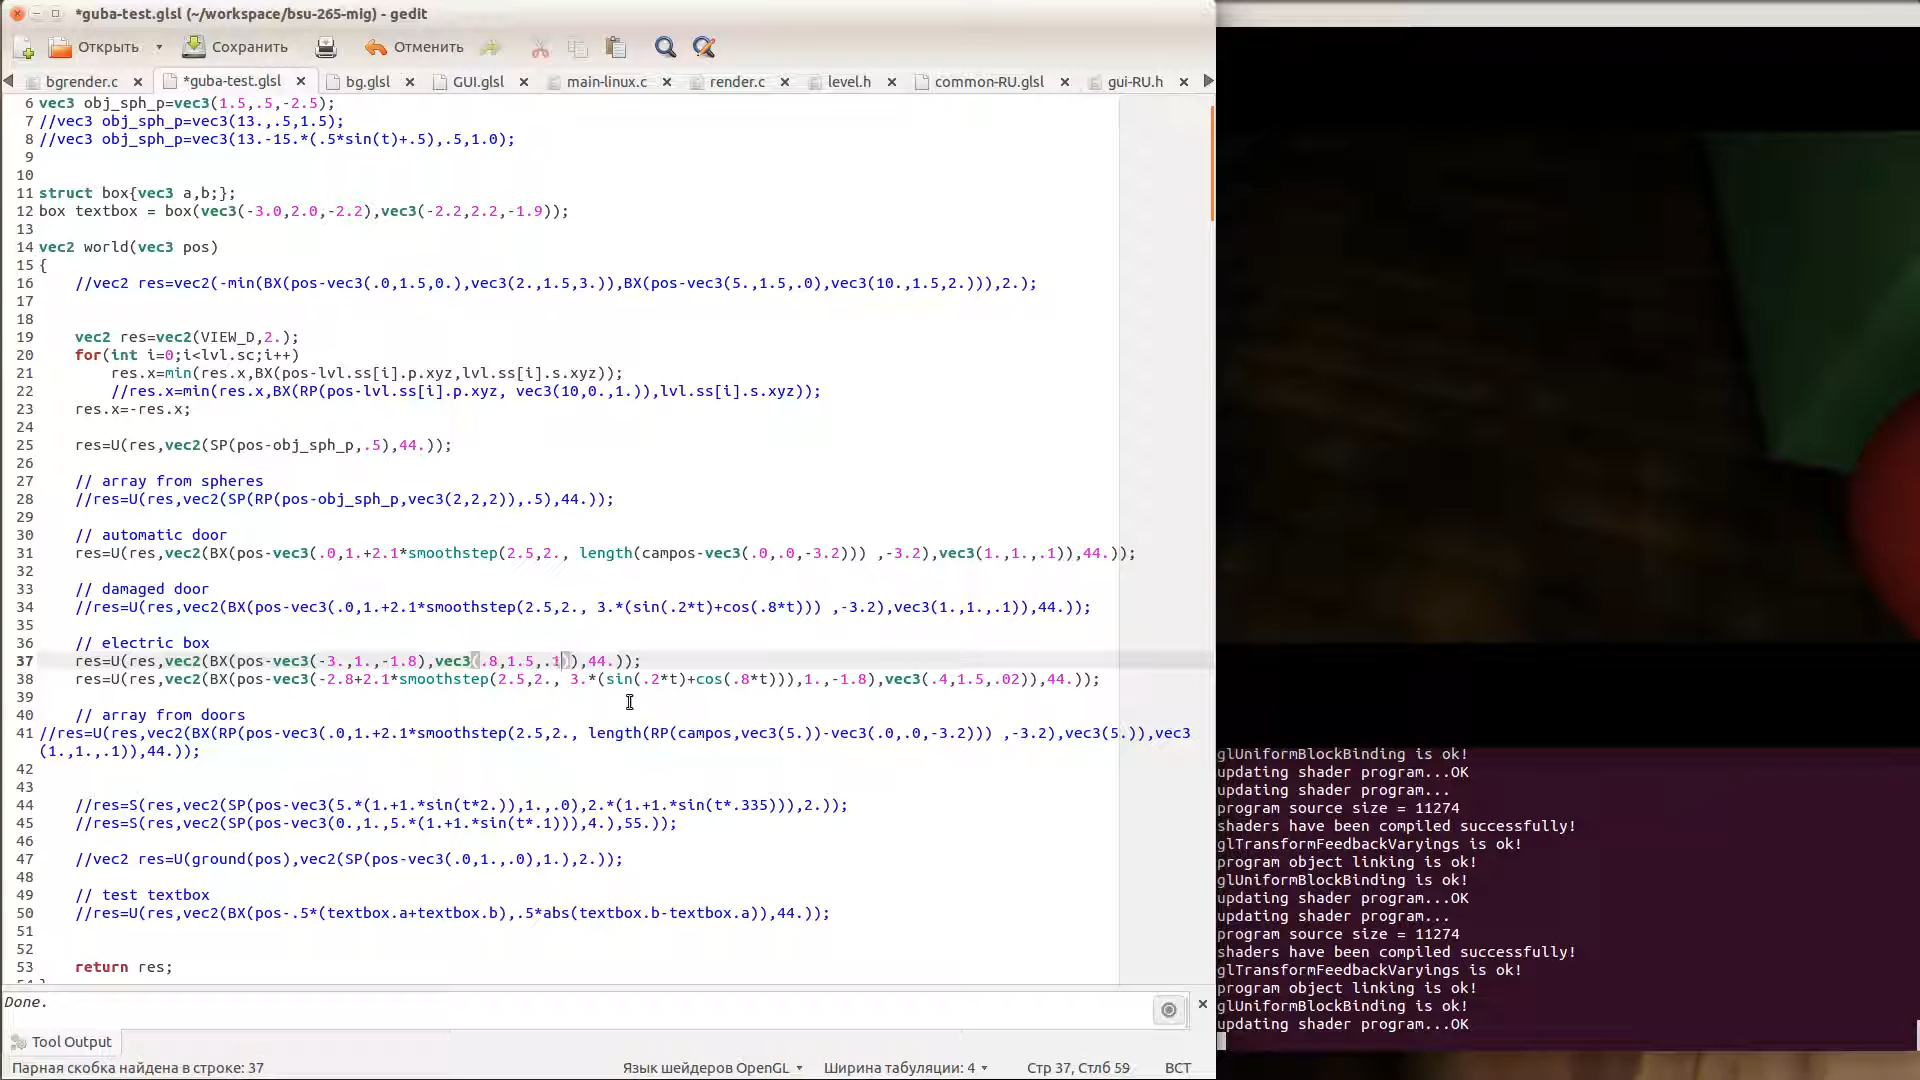 *guba-test.glsl (~/workspace/bsu-265-mig) - gedit
Открыть Сохранить Отменить
bgrender.c *guba-test.glsl bg.glsl GUI.glsl main-linux.c render.c level.h common-RU.glsl gui-RU.h
6 vec3 obj_sph_p=vec3(1.5,.5,-2.5);
7 //vec3 obj_sph_p=vec3(13.,.5,1.5);
8 //vec3 obj_sph_p=vec3(13.-15.*(.5*sin(t)+.5),.5,1.0);
9
10
11 struct box{vec3 a,b;};
12 box textbox = box(vec3(-3.0,2.0,-2.2),vec3(-2.2,2.2,-1.9));
13
14 vec2 world(vec3 pos)
15 {
16 //vec2 res=vec2(-min(BX(pos-vec3(.0,1.5,0.),vec3(2.,1.5,3.)),BX(pos-vec3(5.,1.5,.0),vec3(10.,1.5,2.))),2.);
17
18
19 vec2 res=vec2(VIEW_D,2.);
20 for(int i=0;i<lvl.sc;i++)
21 res.x=min(res.x,BX(pos-lvl.ss[i].p.xyz,lvl.ss[i].s.xyz));
22 //res.x=min(res.x,BX(RP(pos-lvl.ss[i].p.xyz, vec3(10,0.,1.)),lvl.ss[i].s.xyz));
23 res.x=-res.x;
24
25 res=U(res,vec2(SP(pos-obj_sph_p,.5),44.));
26
27 // array from spheres
28 //res=U(res,vec2(SP(RP(pos-obj_sph_p,vec3(2,2,2)),.5),44.));
29
30 // automatic door
31 res=U(res,vec2(BX(pos-vec3(.0,1.+2.1*smoothstep(2.5,2., length(campos-vec3(.0,.0,-3.2))) ,-3.2),vec3(1.,1.,.1)),44.));
32
33 // damaged door
34 //res=U(res,vec2(BX(pos-vec3(.0,1.+2.1*smoothstep(2.5,2., 3.*(sin(.2*t)+cos(.8*t))) ,-3.2),vec3(1.,1.,.1)),44.));
35
36 // electric box
37 res=U(res,vec2(BX(pos-vec3(-3.,1.,-1.8),vec3(.8,1.5,.1)),44.));
38 res=U(res,vec2(BX(pos-vec3(-2.8+2.1*smoothstep(2.5,2., 3.*(sin(.2*t)+cos(.8*t))),1.,-1.8),vec3(.4,1.5,.02)),44.));
39
40 // array from doors
41 //res=U(res,vec2(BX(RP(pos-vec3(.0,1.+2.1*smoothstep(2.5,2., length(RP(campos,vec3(5.))-vec3(.0,.0,-3.2))) ,-3.2),vec3(5.)),vec3
(1.,1.,.1)),44.));
42
43
44 //res=S(res,vec2(SP(pos-vec3(5.*(1.+1.*sin(t*2.)),1.,.0),2.*(1.+1.*sin(t*.335))),2.));
45 //res=S(res,vec2(SP(pos-vec3(0.,1.,5.*(1.+1.*sin(t*.1))),4.),55.));
46
47 //vec2 res=U(ground(pos),vec2(SP(pos-vec3(.0,1.,.0),1.),2.));
48
49 // test textbox
50 //res=U(res,vec2(BX(pos-.5*(textbox.a+textbox.b),.5*abs(textbox.b-textbox.a)),44.));
51
52
53 return res;
Done.
Tool Output
Парная скобка найдена в строке: 37 Язык шейдеров OpenGL Ширина табуляции: 4 Стр 37, Стлб 59 ВСТ
glUniformBlockBinding is ok!
updating shader program...OK
updating shader program...
program source size = 11274
shaders have been compiled successfully!
glTransformFeedbackVaryings is ok!
program object linking is ok!
glUniformBlockBinding is ok!
updating shader program...OK
updating shader program...
program source size = 11274
shaders have been compiled successfully!
glTransformFeedbackVaryings is ok!
program object linking is ok!
glUniformBlockBinding is ok!
updating shader program...OK